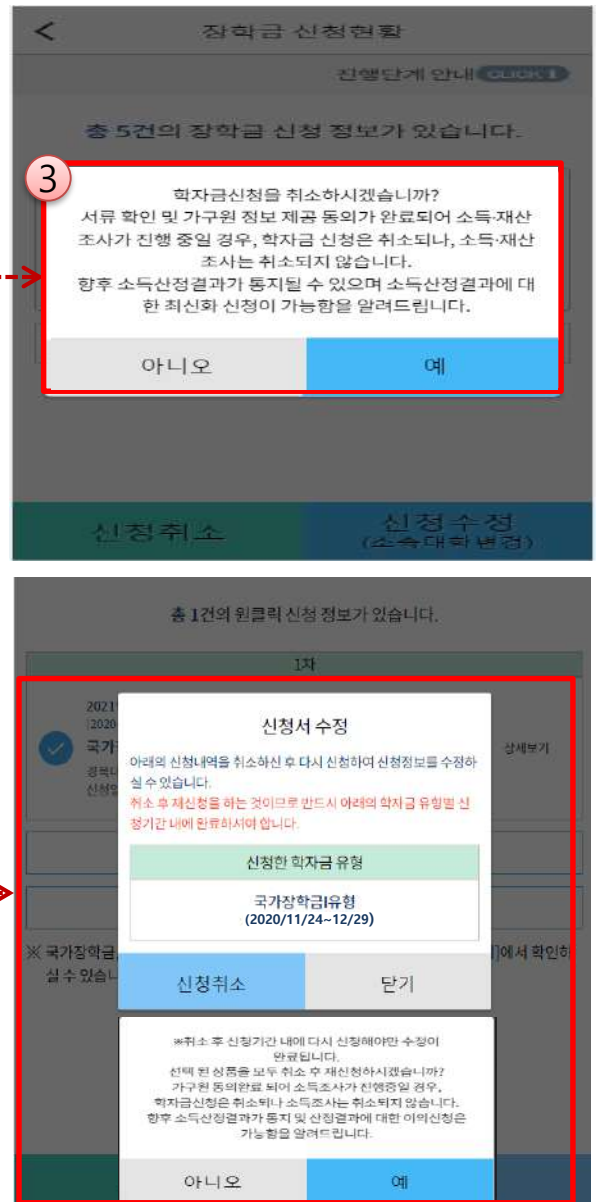 <
장학금 신청현황
진행단계 안내 CLICK !
총 5건의 장학금 신청 정보가 있습니다.
3
학자금신청을 취소하시겠습니까?
서류 확인 및 가구원 정보 제공 동의가 완료되어 소득·재산
조사가 진행 중일 경우, 학자금 신청은 취소되나, 소득·재산
조사는 취소되지 않습니다.
향후 소득산정결과가 통지될 수 있으며 소득산정결과에 대
한 최신화 신청이 가능함을 알려드립니다.
아니오
예
신청취소
신청수정
(소속대학변경)
총 1건의 원클릭 신청 정보가 있습니다.
1차
2021
[2020
국가
경북대
신청일
상세보기
신청서 수정
아래의 신청내역을 취소하신 후 다시 신청하여 신청정보를 수정하
실 수 있습니다.
취소 후 재신청을 하는 것이므로 반드시 아래의 학자금 유형별 신
청기간 내에 완료하셔야 합니다.
신청한 학자금 유형
국가장학금I유형
(2020/11/24~12/29)
※ 국가장학금,
]에서 확인하
실 수 있습니
신청취소
닫기
※취소 후 신청기간 내에 다시 신청해야만 수정이
완료됩니다.
선택 된 상품을 모두 취소 후 재신청하시겠습니까?
가구원 동의완료 되어 소득조사가 진행중일 경우,
학자금신청은 취소되나 소득조사는 취소되지 않습니다.
향후 소득산정결과가 통지 및 산정결과에 대한 이의신청은
가능함을 알려드립니다.
아니오
예